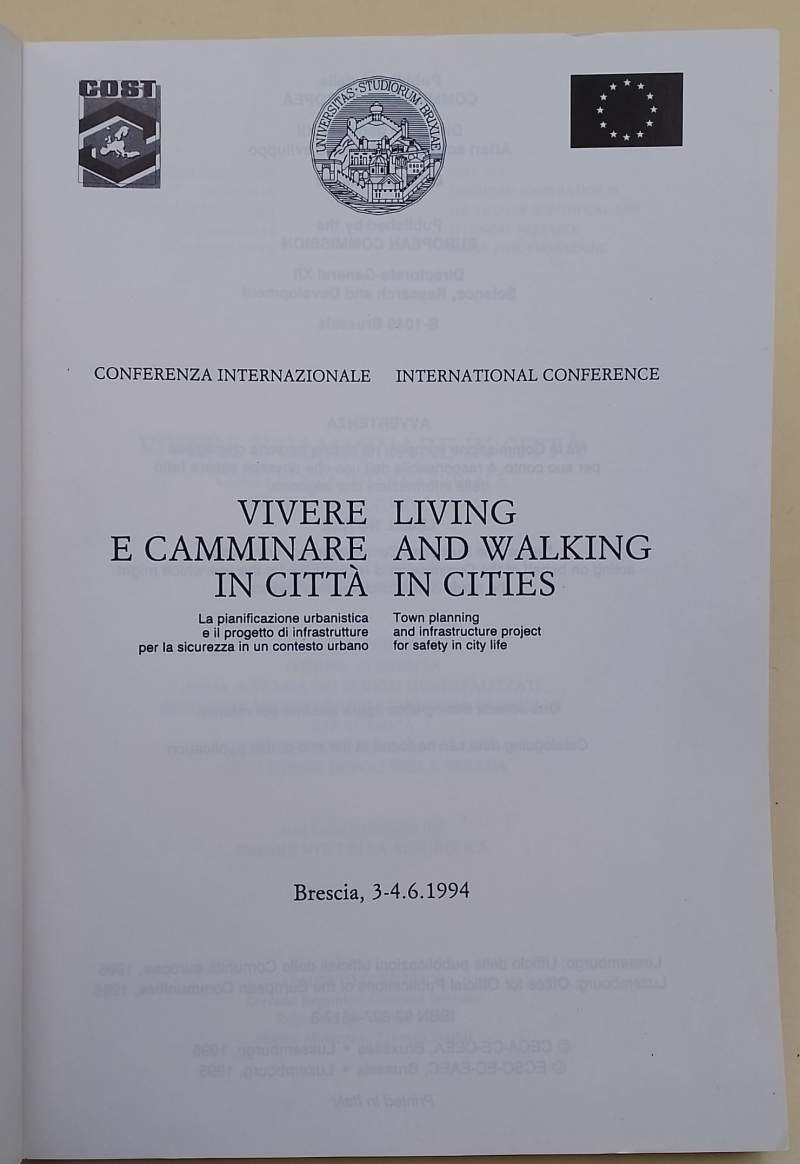 COST
UNIVERSITAS · STUDIORUM · BRIXIAE
CONFERENZA INTERNAZIONALE
INTERNATIONAL CONFERENCE
VIVERE
E CAMMINARE
IN CITTÀ
La pianificazione urbanistica
e il progetto di infrastrutture
per la sicurezza in un contesto urbano
LIVING
AND WALKING
IN CITIES
Town planning
and infrastructure project
for safety in city life
Brescia, 3-4.6.1994